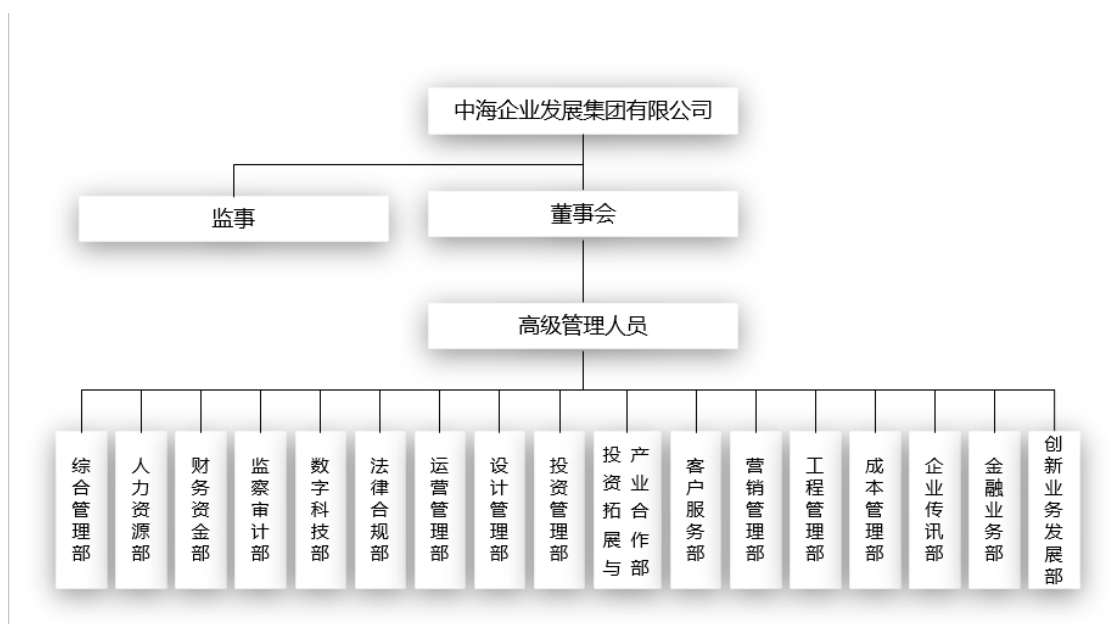 中海企业发展集团有限公司
监事
董事会
高级管理人员
综合管理部
人力资源部
财务资金部
监察审计部
数字科技部
法律合规部
运营管理部
设计管理部
投资管理部
投资拓展与
产业合作部
客户服务部
营销管理部
工程管理部
成本管理部
企业传讯部
金融业务部
创新业务发展部